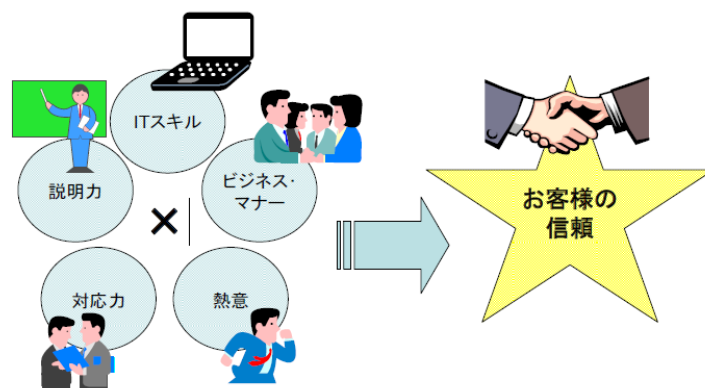 ITスキル
説明力
ビジネス・
マナー
×
対応力
熱意
お客様の
信頼